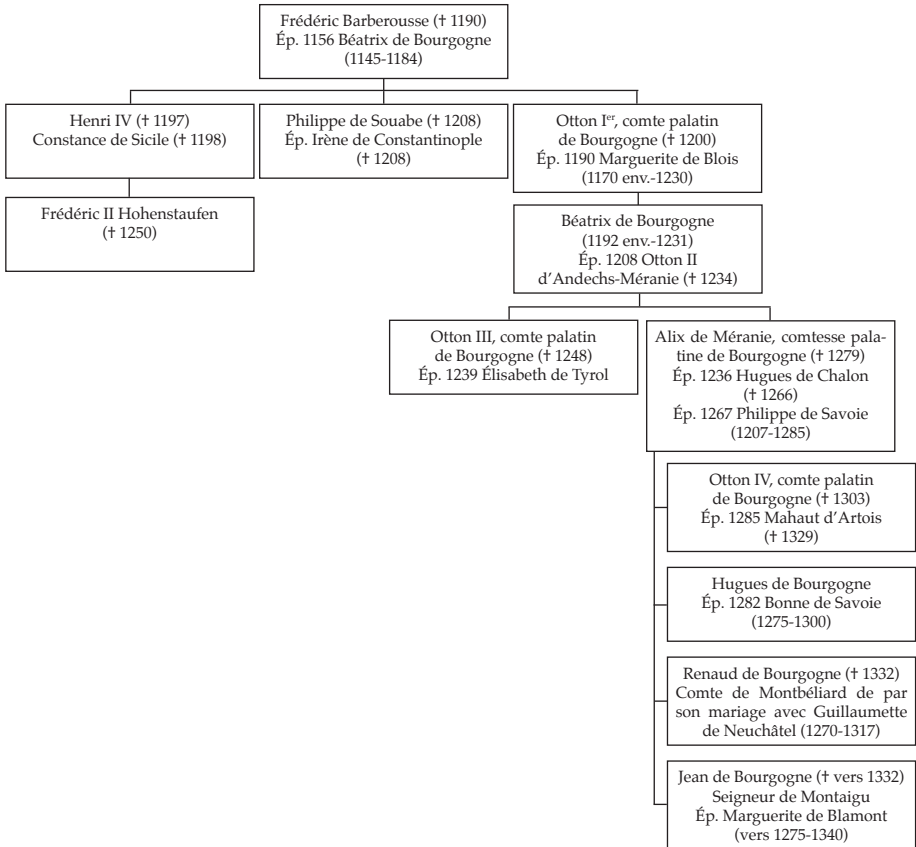 Frédéric Barberousse († 1190)
Ép. 1156 Béatrix de Bourgogne
(1145-1184)
Henri IV († 1197)
Constance de Sicile († 1198)
Philippe de Souabe († 1208)
Ép. Irène de Constantinople
(† 1208)
Otton Iᵉʳ, comte palatin
de Bourgogne († 1200)
Ép. 1190 Marguerite de Blois
(1170 env.-1230)
Frédéric II Hohenstaufen
(† 1250)
Béatrix de Bourgogne
(1192 env.-1231)
Ép. 1208 Otton II
d'Andechs-Méranie († 1234)
Otton III, comte palatin
de Bourgogne († 1248)
Ép. 1239 Élisabeth de Tyrol
Alix de Méranie, comtesse pala-
tine de Bourgogne († 1279)
Ép. 1236 Hugues de Chalon
(† 1266)
Ép. 1267 Philippe de Savoie
(1207-1285)
Otton IV, comte palatin
de Bourgogne († 1303)
Ép. 1285 Mahaut d'Artois
(† 1329)
Hugues de Bourgogne
Ép. 1282 Bonne de Savoie
(1275-1300)
Renaud de Bourgogne († 1332)
Comte de Montbéliard de par
son mariage avec Guillaumette
de Neuchâtel (1270-1317)
Jean de Bourgogne († vers 1332)
Seigneur de Montaigu
Ép. Marguerite de Blamont
(vers 1275-1340)